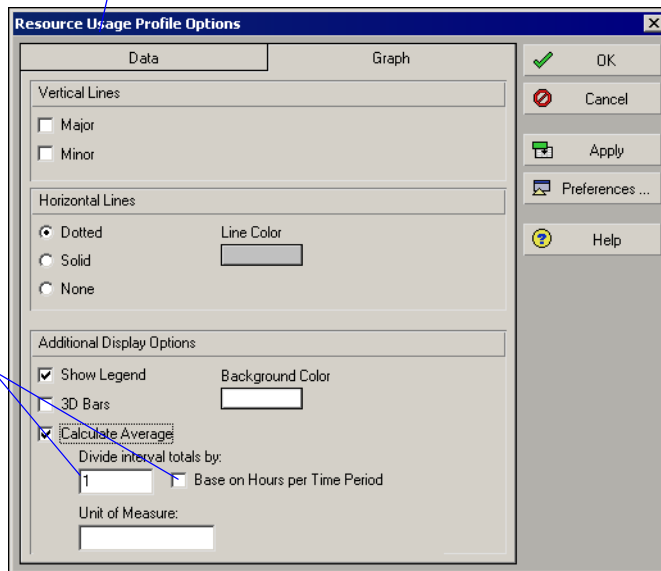 Resource Usage Profile Options
Data
Graph
Vertical Lines
Major
Minor
Horizontal Lines
Dotted
Line Color
Solid
None
Additional Display Options
Show Legend
Background Color
3D Bars
Calculate Average
Divide interval totals by:
1
Base on Hours per Time Period
Unit of Measure:
OK
Cancel
Apply
Preferences ...
Help